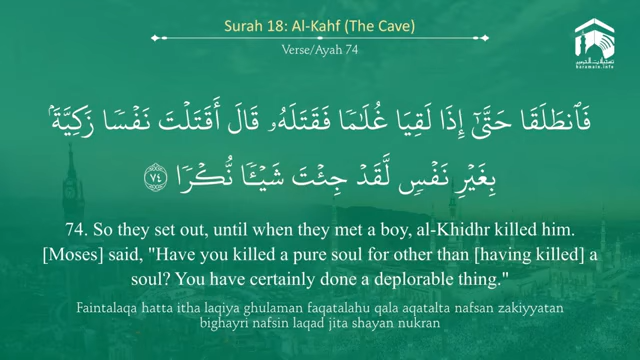 Surah 18: Al-Kahf (The Cave)
Verse/Ayah 74
haramain.info
فَٱنطَلَقَا حَتَّىٰٓ إِذَا لَقِيَا غُلَـٰمًا فَقَتَلَهُۥ قَالَ أَقَتَلْتَ نَفْسًا زَكِيَّةًۢ
بِغَيْرِ نَفْسٍ لَّقَدْ جِئْتَ شَيْـًٔا نُّكْرًا ٧٤
74. So they set out, until when they met a boy, al-Khidhr killed him.
[Moses] said, "Have you killed a pure soul for other than [having killed] a
soul? You have certainly done a deplorable thing."
Faintalaqa hatta itha laqiya ghulaman faqatalahu qala aqatalta nafsan zakiyyatan
bighayri nafsin laqad jita shayan nukran